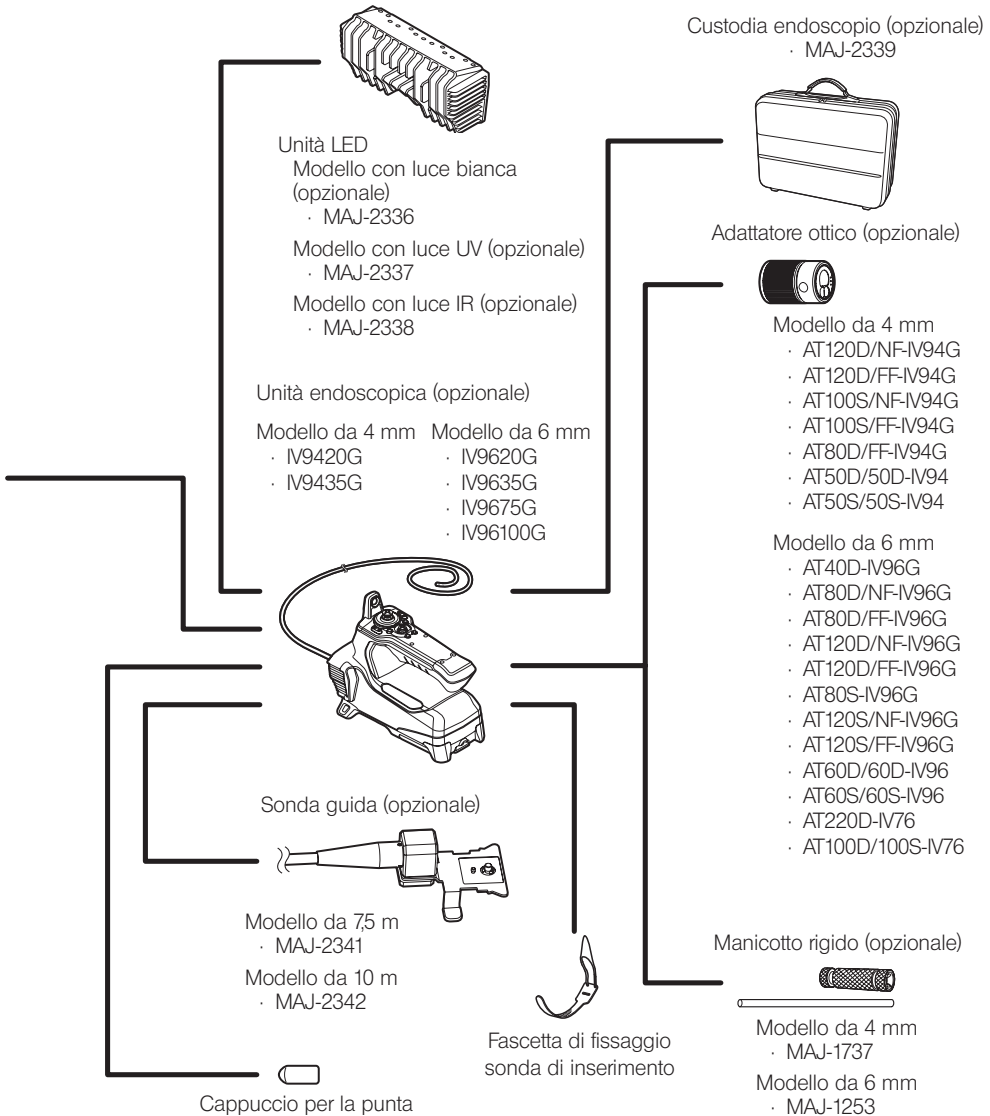 Unità LED
Modello con luce bianca
(opzionale)
· MAJ-2336
Modello con luce UV (opzionale)
· MAJ-2337
Modello con luce IR (opzionale)
· MAJ-2338
Custodia endoscopio (opzionale)
· MAJ-2339
Unità endoscopica (opzionale)
Modello da 4 mm
· IV9420G
· IV9435G
Modello da 6 mm
· IV9620G
· IV9635G
· IV9675G
· IV96100G
Adattatore ottico (opzionale)
Modello da 4 mm
· AT120D/NF-IV94G
· AT120D/FF-IV94G
· AT100S/NF-IV94G
· AT100S/FF-IV94G
· AT80D/FF-IV94G
· AT50D/50D-IV94
· AT50S/50S-IV94
Modello da 6 mm
· AT40D-IV96G
· AT80D/NF-IV96G
· AT80D/FF-IV96G
· AT120D/NF-IV96G
· AT120D/FF-IV96G
· AT80S-IV96G
· AT120S/NF-IV96G
· AT120S/FF-IV96G
· AT60D/60D-IV96
· AT60S/60S-IV96
· AT220D-IV76
· AT100D/100S-IV76
Sonda guida (opzionale)
Modello da 7,5 m
· MAJ-2341
Modello da 10 m
· MAJ-2342
Fascetta di fissaggio
sonda di inserimento
Manicotto rigido (opzionale)
Modello da 4 mm
· MAJ-1737
Modello da 6 mm
· MAJ-1253
Cappuccio per la punta